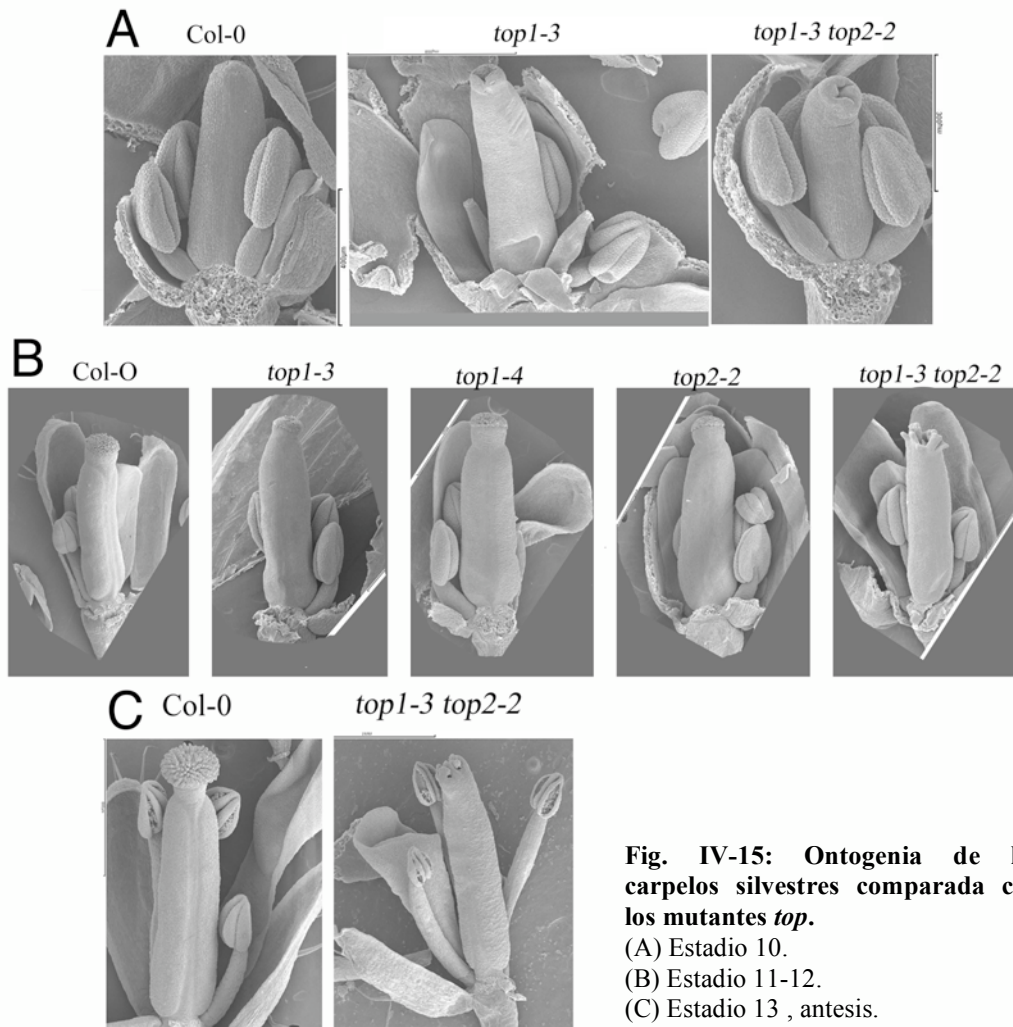 A
Col-0
top1-3
top1-3 top2-2
B
Col-O
top1-3
top1-4
top2-2
top1-3 top2-2
C
Col-0
top1-3 top2-2
Fig. IV-15: Ontogenia de
carpelos silvestres comparada
los mutantes top.
(A) Estadio 10.
(B) Estadio 11-12.
(C) Estadio 13 , antesis.
400µm
300µm